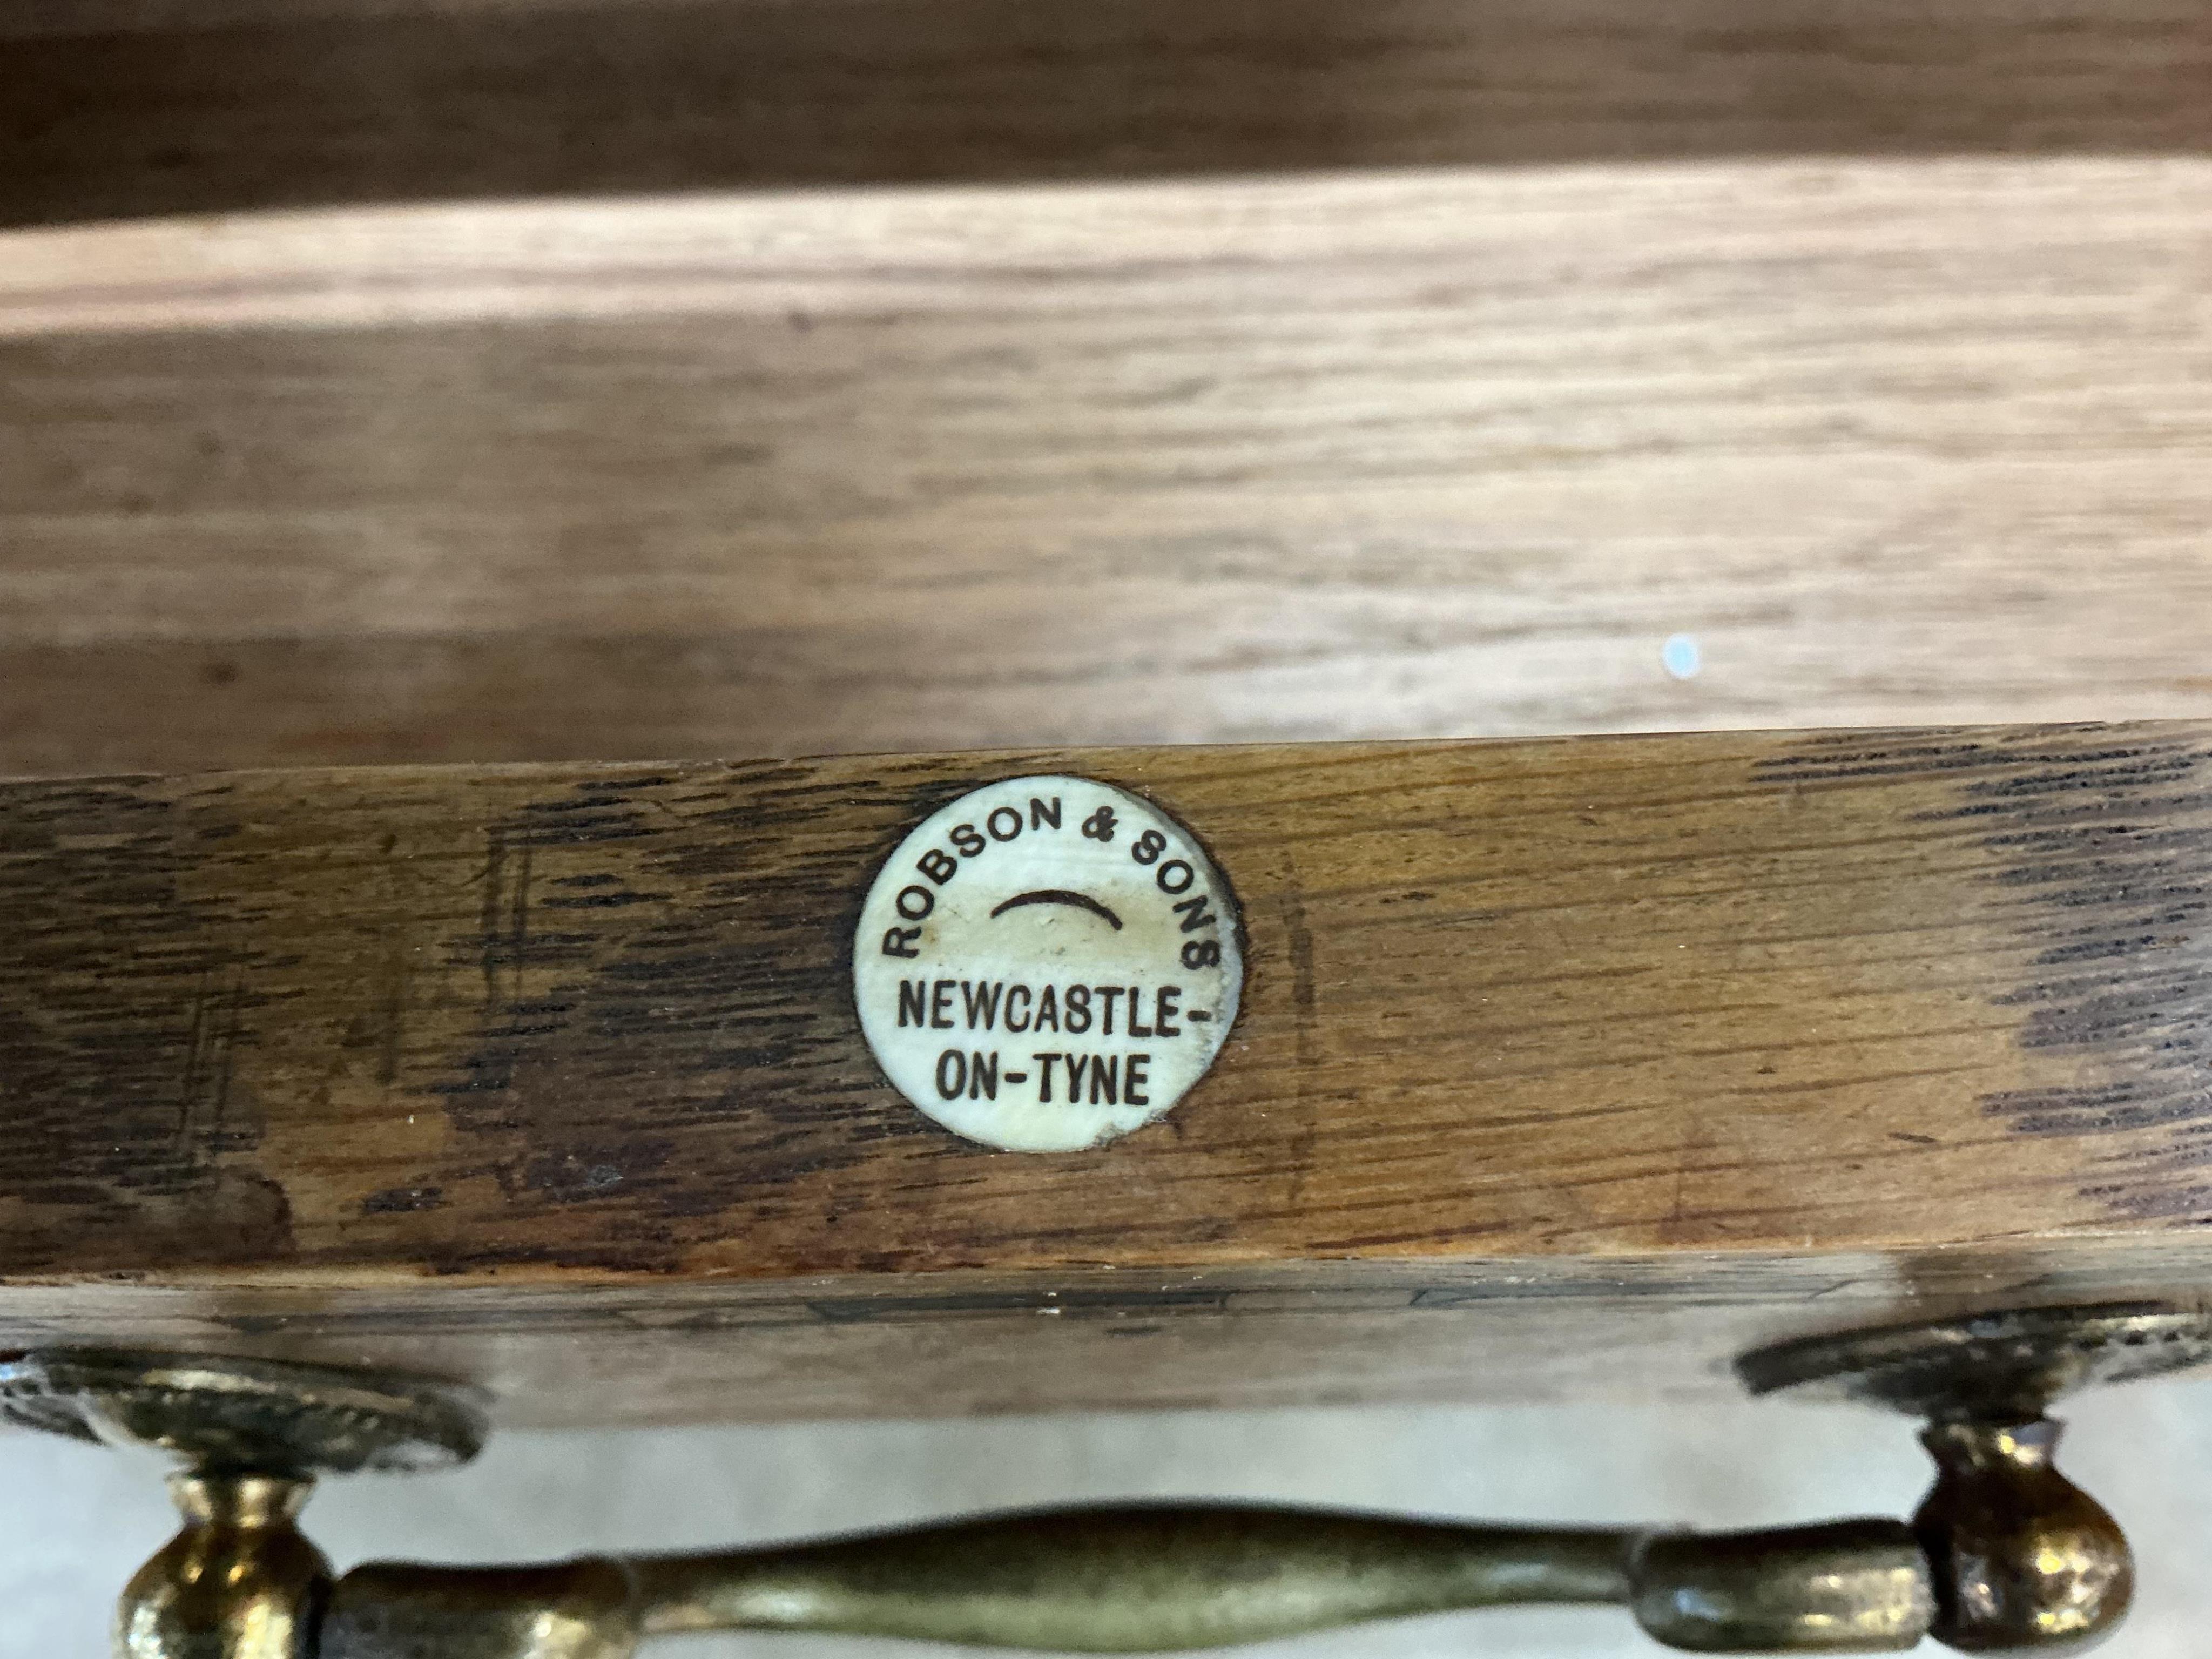 ROBSON & SONS
NEWCASTLE-
ON-TYNE